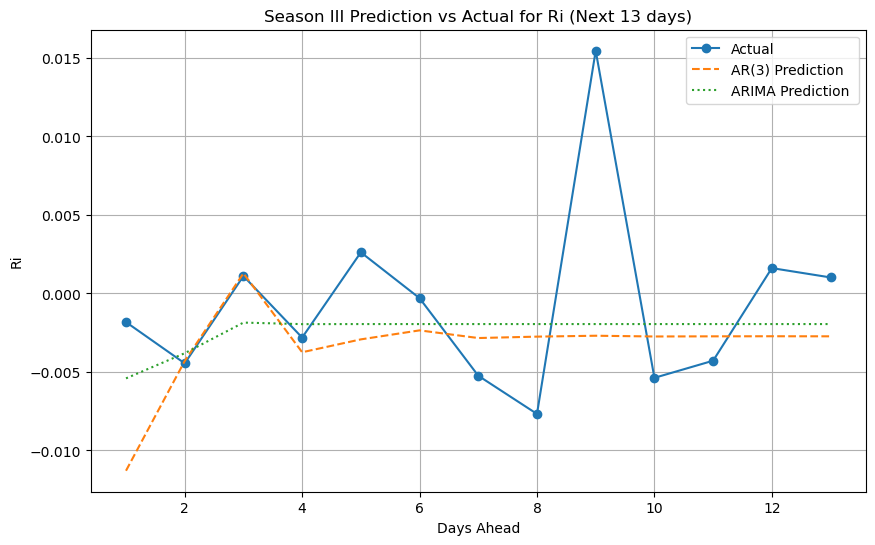 Season III Prediction vs Actual for Ri (Next 13 days)
Actual
AR(3) Prediction
ARIMA Prediction
0.015
0.010
0.005
0.000
−0.005
−0.010
Ri
2
4
6
8
10
12
Days Ahead